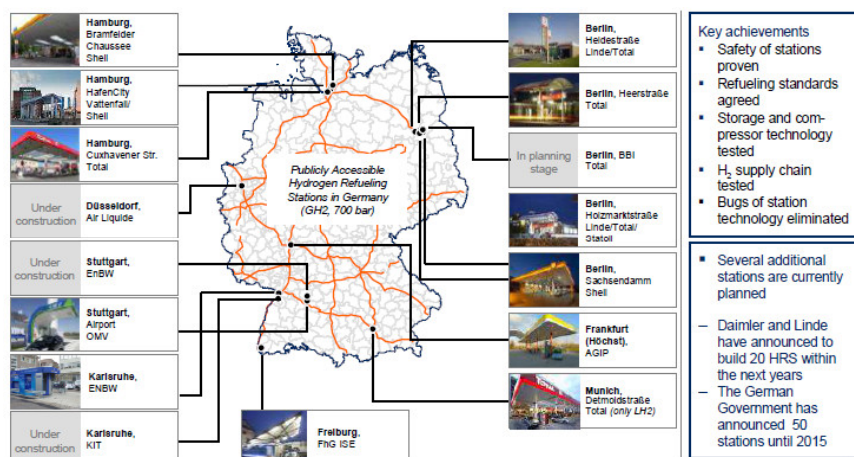 Hamburg,
Bramfelder
Chaussee
Shell
Hamburg,
HafenCity
Vattenfall/
Shell
Hamburg,
Cuxhavener Str.
Total
Under
construction
Düsseldorf,
Air Liquide
Under
construction
Stuttgart,
EnBW
Stuttgart,
Airport
OMV
Karlsruhe,
ENBW
Under
construction
Karlsruhe,
KIT
Freiburg,
FhG ISE
Publicly Accessible
Hydrogen Refueling
Stations in Germany
(GH2, 700 bar)
Berlin,
Heidestraße
Linde/Total
Berlin, Heerstraße
Total
In planning
stage
Berlin, BBI
Total
Berlin,
Holzmarktstraße
Linde/Total/
Statoil
Berlin,
Sachsendamm
Shell
Frankfurt
(Höchst),
AGIP
Munich,
Detmoldstraße
Total (only LH2)
Key achievements
▪ Safety of stations
proven
▪ Refueling standards
agreed
▪ Storage and com-
pressor technology
tested
▪ H₂ supply chain
tested
▪ Bugs of station
technology eliminated
▪ Several additional
stations are currently
planned
– Daimler and Linde
have announced to
build 20 HRS within
the next years
– The German
Government has
announced 50
stations until 2015